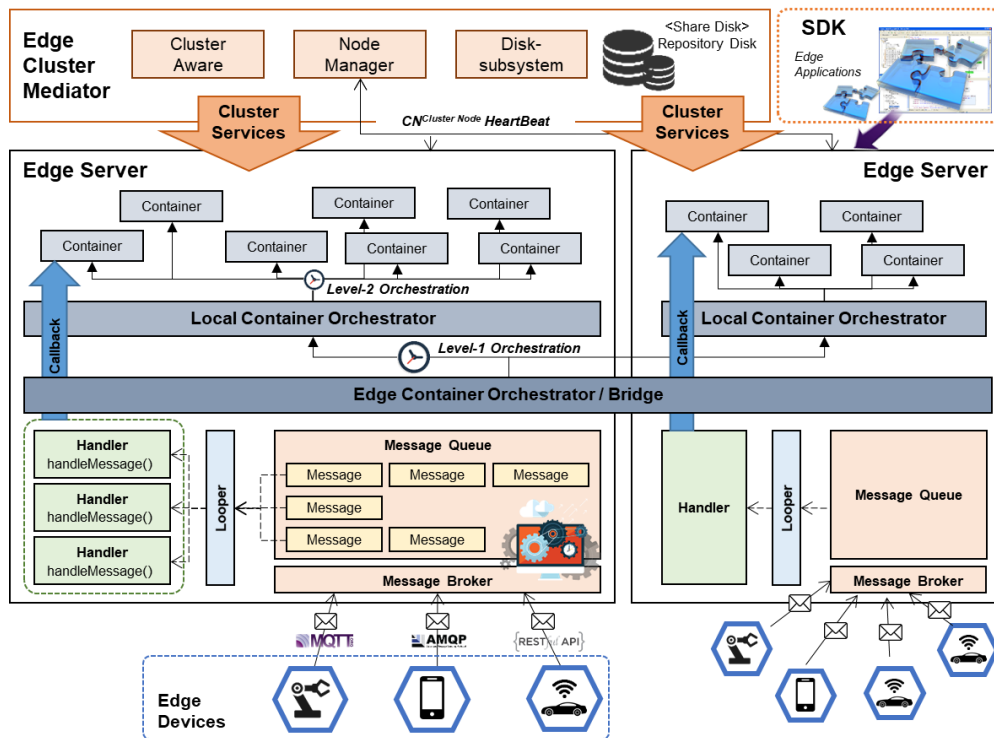 Edge
Cluster
Mediator
Cluster
Aware
Node
Manager
Disk-
subsystem
<Share Disk>
Repository Disk
SDK
Edge
Applications
Cluster
Services
CN Cluster Node HeartBeat
Cluster
Services
Edge Server
Container
Container
Container
Container
Container
Container
Container
Level-2 Orchestration
Local Container Orchestrator
Callback
Level-1 Orchestration
Edge Server
Container
Container
Container
Container
Local Container Orchestrator
Callback
Edge Container Orchestrator / Bridge
Handler
handleMessage()
Handler
handleMessage()
Handler
handleMessage()
Looper
Message Queue
Message
Message
Message
Message
Message
Message
Message Broker
Handler
Looper
Message Queue
Message Broker
MQTT
AMQP
{RESTful API}
Edge
Devices